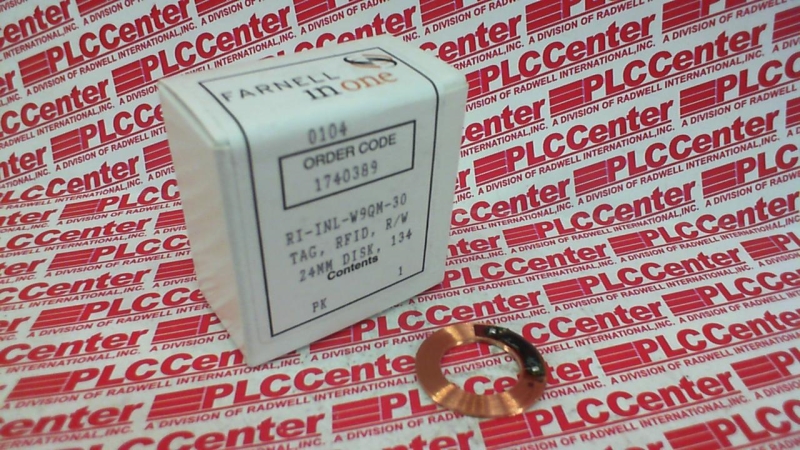 FARNELL
in one
0104
ORDER CODE
1740389
RI-INL-W9QM-30
TAG, RFID, R/W
24MM DISK, 134
Contents
PK 1
PLCCenter
A DIVISION OF RADWELL INTERNATIONAL, INC.